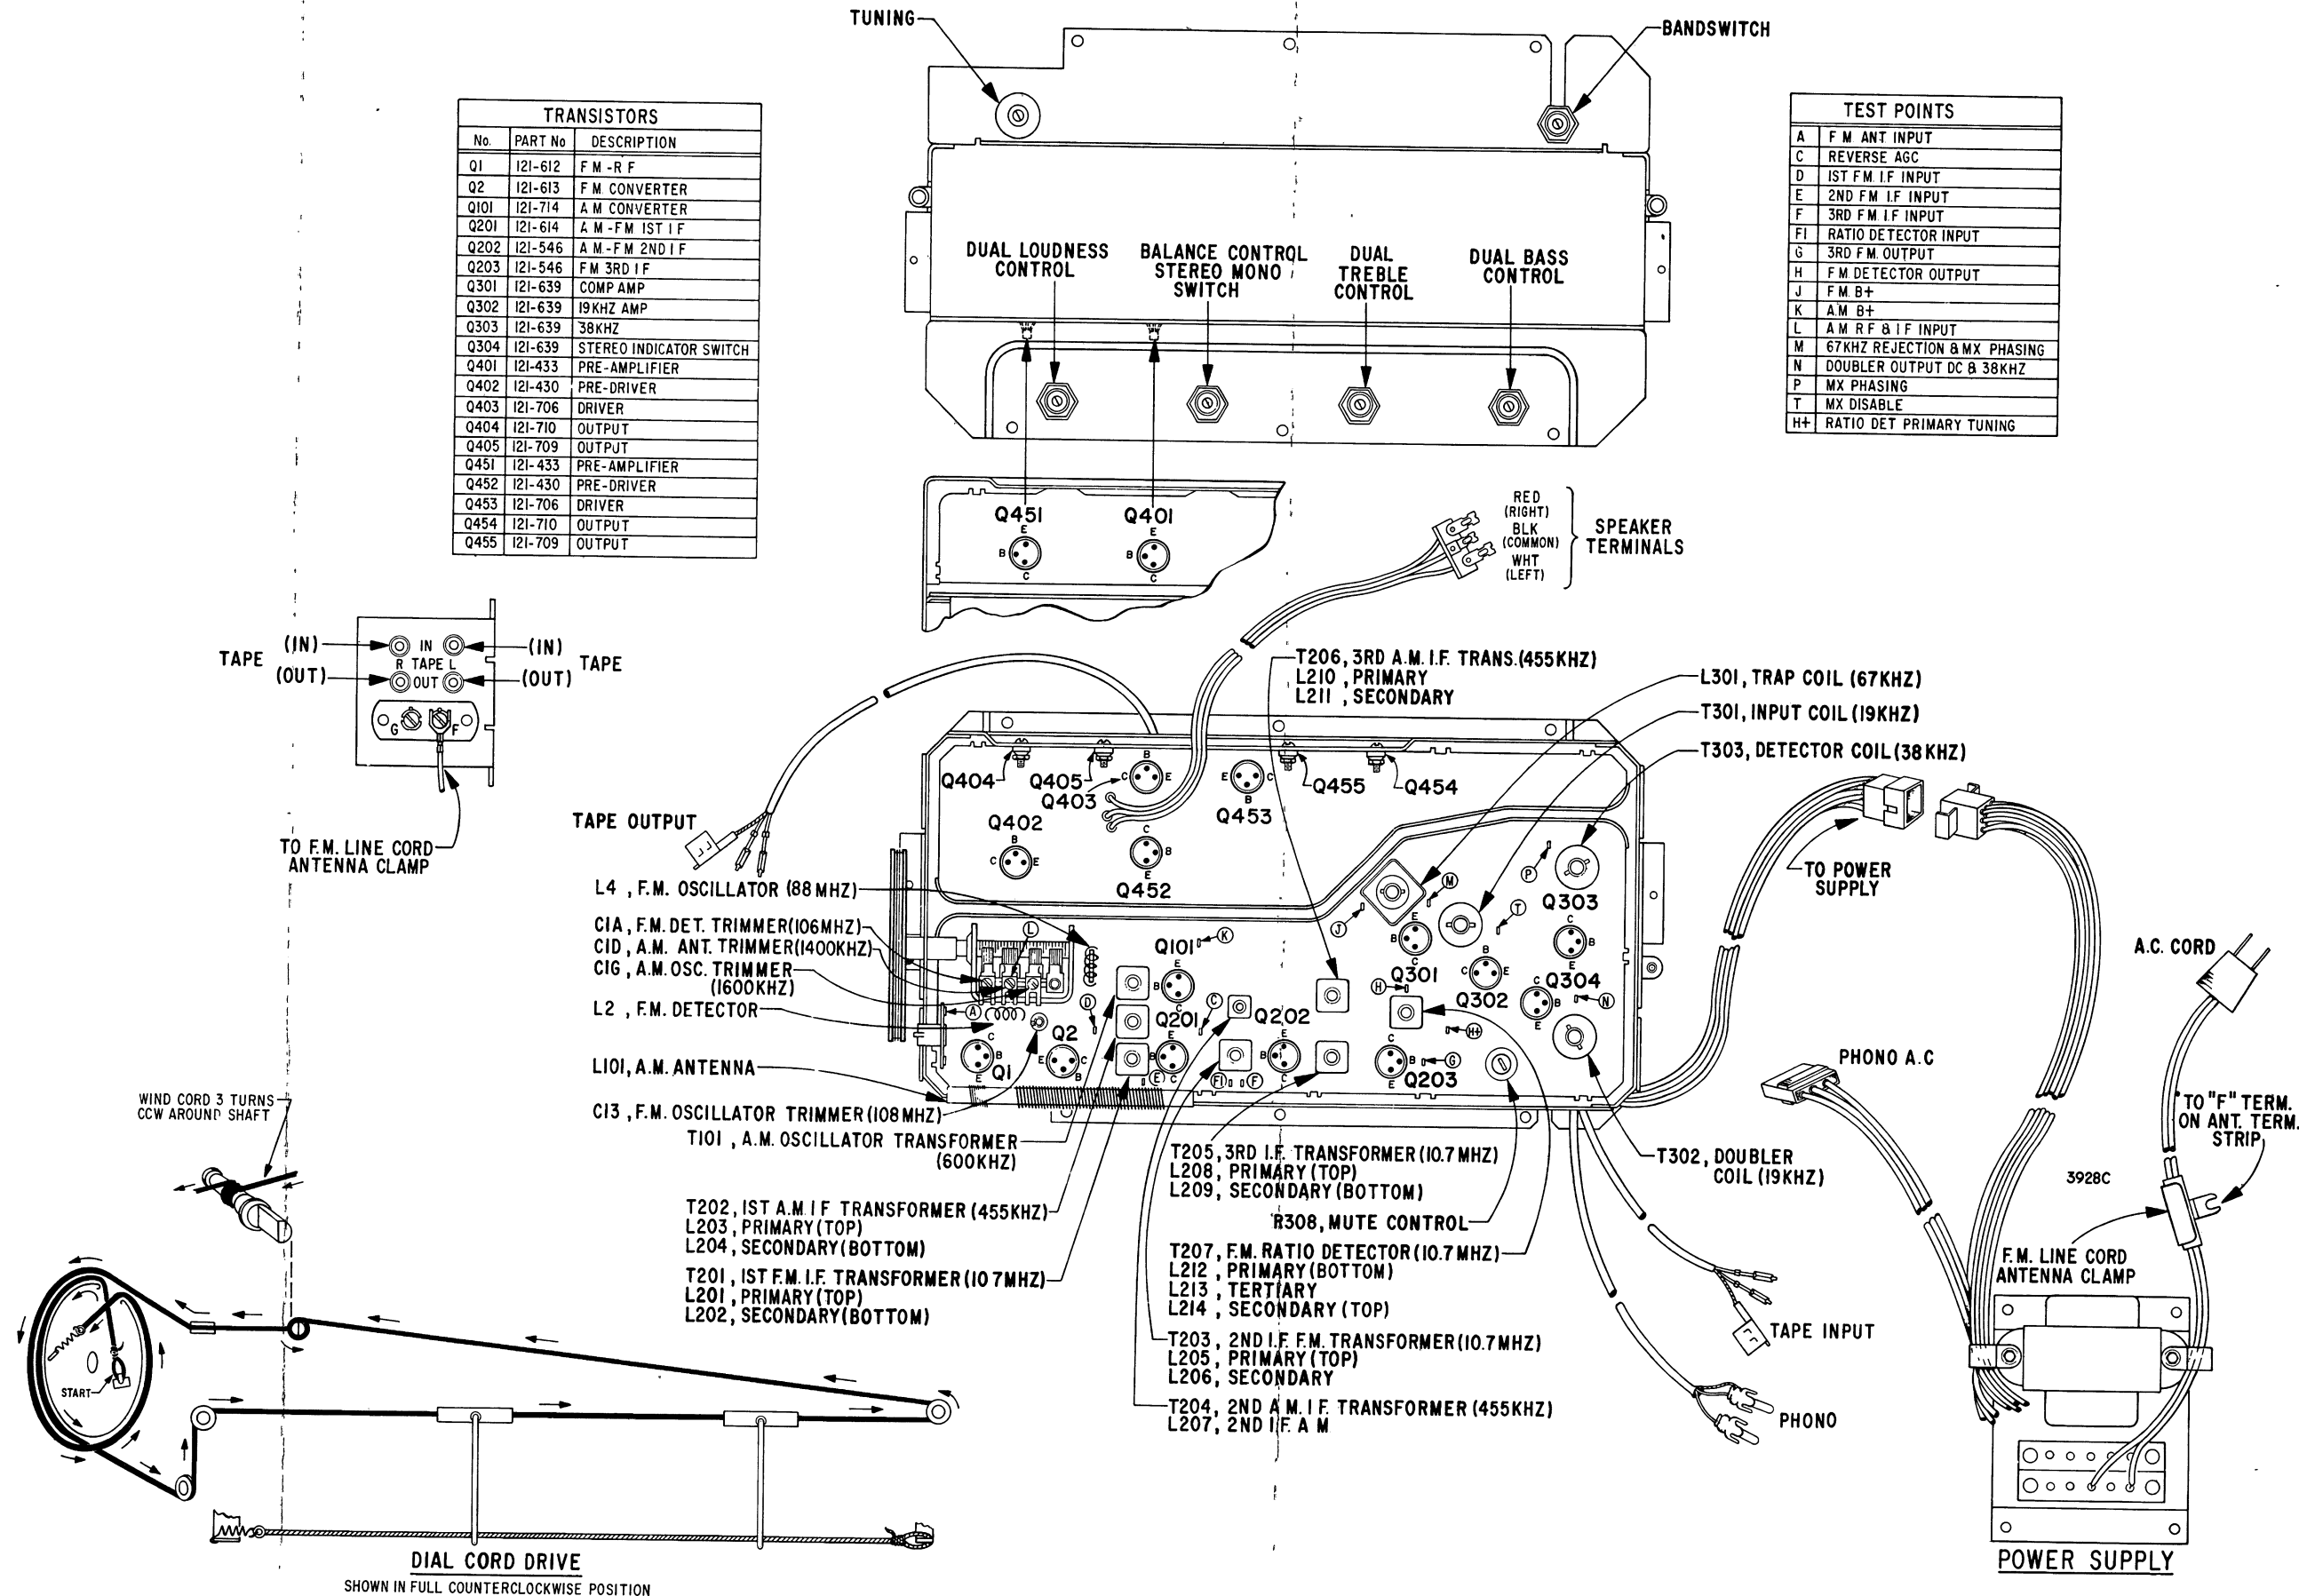 TUNING
BANDSWITCH
TRANSISTORS
No. PART No DESCRIPTION
Q1 121-612 F M -R F
Q2 121-613 F M CONVERTER
Q101 121-714 A M CONVERTER
Q201 121-614 A M -FM 1ST I F
Q202 121-546 A M.-F M 2ND I F
Q203 121-546 F M 3RD I F
Q301 121-639 COMP AMP
Q302 121-639 19KHZ AMP
Q303 121-639 38KHZ
Q304 121-639 STEREO INDICATOR SWITCH
Q401 121-433 PRE-AMPLIFIER
Q402 121-430 PRE-DRIVER
Q403 121-706 DRIVER
Q404 121-710 OUTPUT
Q405 121-709 OUTPUT
Q451 121-433 PRE-AMPLIFIER
Q452 121-430 PRE-DRIVER
Q453 121-706 DRIVER
Q454 121-710 OUTPUT
Q455 121-709 OUTPUT
TEST POINTS
A F M ANT INPUT
C REVERSE AGC
D 1ST F M. I.F INPUT
E 2ND F M I.F INPUT
F 3RD F M. I.F INPUT
F1 RATIO DETECTOR INPUT
G 3RD F M. OUTPUT
H F M DETECTOR OUTPUT
J F M. B+
K A.M B+
L A M R F & I F INPUT
M 67KHZ REJECTION & MX PHASING
N DOUBLER OUTPUT DC & 38KHZ
P MX PHASING
T MX DISABLE
H+ RATIO DET PRIMARY TUNING
DUAL LOUDNESS
CONTROL
BALANCE CONTROL
STEREO MONO
SWITCH
DUAL
TREBLE
CONTROL
DUAL BASS
CONTROL
Q451
E
B
C
Q401
E
B
C
RED
(RIGHT)
BLK
(COMMON)
WHT
(LEFT)
SPEAKER
TERMINALS
TAPE (IN)
(OUT)
IN
R TAPE L
OUT
G F
(IN) TAPE
(OUT)
TO F.M. LINE CORD
ANTENNA CLAMP
T206, 3RD A.M. I.F. TRANS.(455KHZ)
L210 , PRIMARY
L211 , SECONDARY
L301, TRAP COIL (67KHZ)
T301, INPUT COIL (19KHZ)
T303, DETECTOR COIL (38KHZ)
TAPE OUTPUT
L4 , F.M. OSCILLATOR (88MHZ)
C1A, F.M. DET. TRIMMER(106MHZ)
C1D, A.M. ANT. TRIMMER(1400KHZ)
C1G, A.M. OSC. TRIMMER
(1600KHZ)
L2 , F.M. DETECTOR
L101, A.M. ANTENNA
C13, F.M. OSCILLATOR TRIMMER (108MHZ)
T101 , A.M. OSCILLATOR TRANSFORMER
(600KHZ)
T202, 1ST A.M. I F TRANSFORMER (455KHZ)
L203, PRIMARY (TOP)
L204, SECONDARY(BOTTOM)
T201, 1ST F.M. I.F. TRANSFORMER(10 7MHZ)
L201 , PRIMARY(TOP)
L202, SECONDARY(BOTTOM)
Q404
Q405
Q403
B
C E
E C
B
Q453
Q455
Q454
Q402
B
C E
C
B
E
Q452
P
Q303
C
B
E
M
T
J
L
K
Q101
E
B
C
E
B C
Q301
B
C E
Q302
Q304
C
B
E
N
H
D
A
Q2
E C
B
C
B
E
Q1
Q201
E
B
C
C
Q202
E
B
C
E
F1
F
H+
G
C
B
E
Q203
T205, 3RD I.F. TRANSFORMER (10.7MHZ)
L208, PRIMARY (TOP)
L209, SECONDARY (BOTTOM)
R308, MUTE CONTROL
T207, F.M. RATIO DETECTOR (10.7MHZ)
L212 , PRIMARY (BOTTOM)
L213 , TERTIARY
L214 , SECONDARY (TOP)
T203, 2ND I.F. F.M. TRANSFORMER(10.7MHZ)
L205, PRIMARY (TOP)
L206, SECONDARY
T204, 2ND A M. I F. TRANSFORMER (455KHZ)
L207, 2ND I F. A M
TO POWER
SUPPLY
A.C. CORD
PHONO A.C
TO "F" TERM.
ON ANT. TERM.
STRIP
T302, DOUBLER
COIL (19KHZ)
3928C
F.M. LINE CORD
ANTENNA CLAMP
TAPE INPUT
PHONO
POWER SUPPLY
WIND CORD 3 TURNS
CCW AROUND SHAFT
START
DIAL CORD DRIVE
SHOWN IN FULL COUNTERCLOCKWISE POSITION